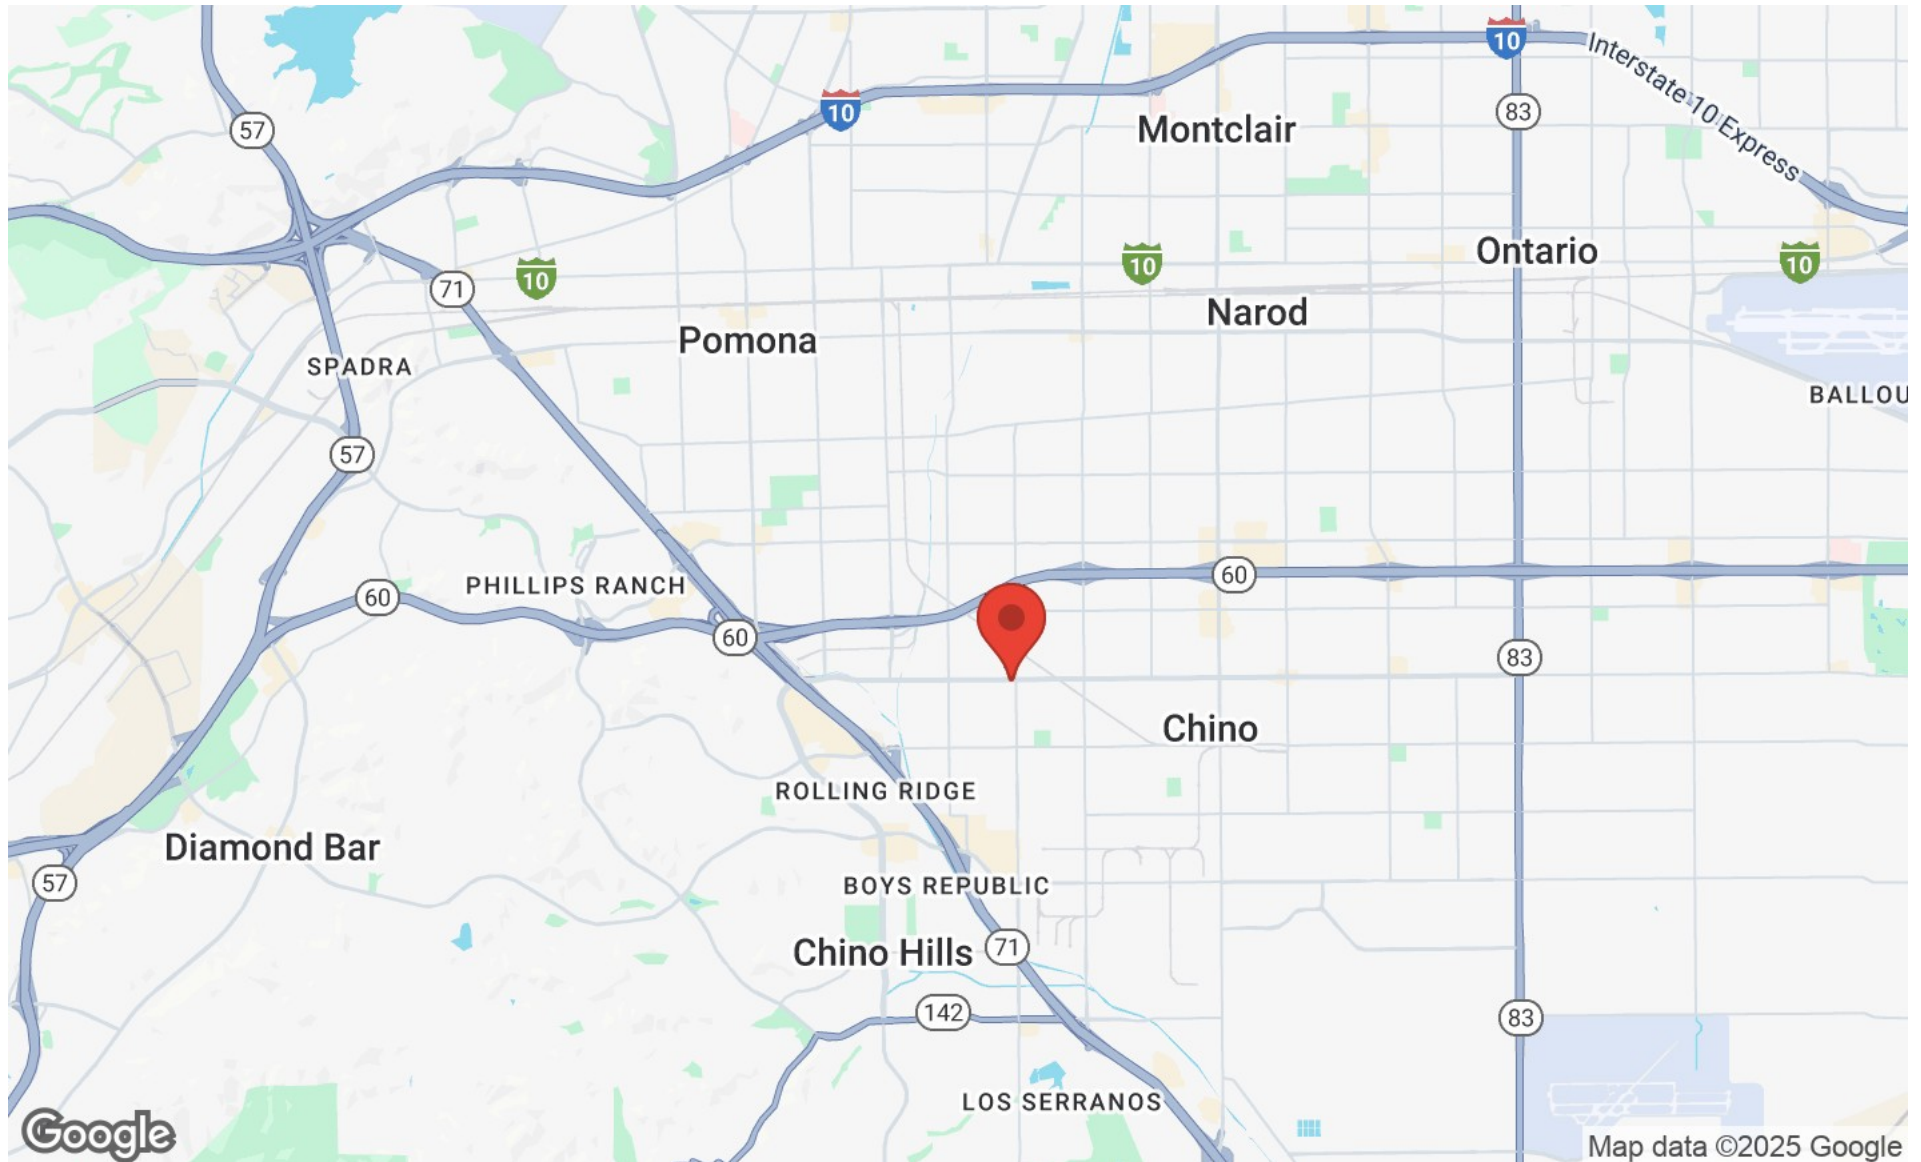 10
10
Interstate 10 Express
83
57
Montclair
Ontario
10
10
10
71
Narod
Pomona
SPADRA
BALLOU
57
60
PHILLIPS RANCH
60
60
83
Chino
ROLLING RIDGE
Diamond Bar
57
BOYS REPUBLIC
Chino Hills
71
142
83
LOS SERRANOS
Google
Map data ©2025 Google